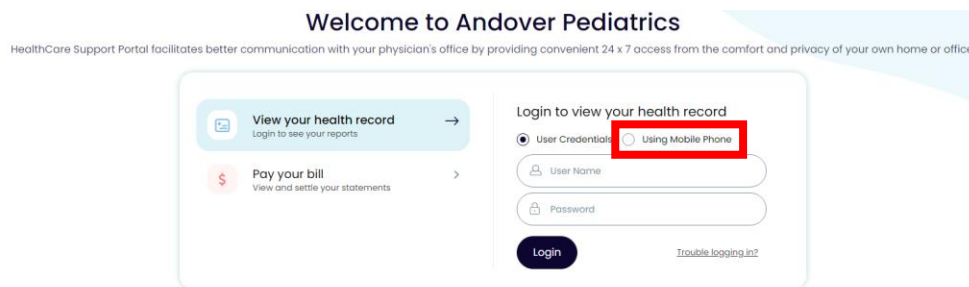 Welcome to Andover Pediatrics
HealthCare Support Portal facilitates better communication with your physician's office by providing convenient 24 x 7 access from the comfort and privacy of your own home or office
View your health record
Login to see your reports
Pay your bill
View and settle your statements
Login to view your health record
User Credentials Using Mobile Phone
User Name
Password
Login Trouble logging in?